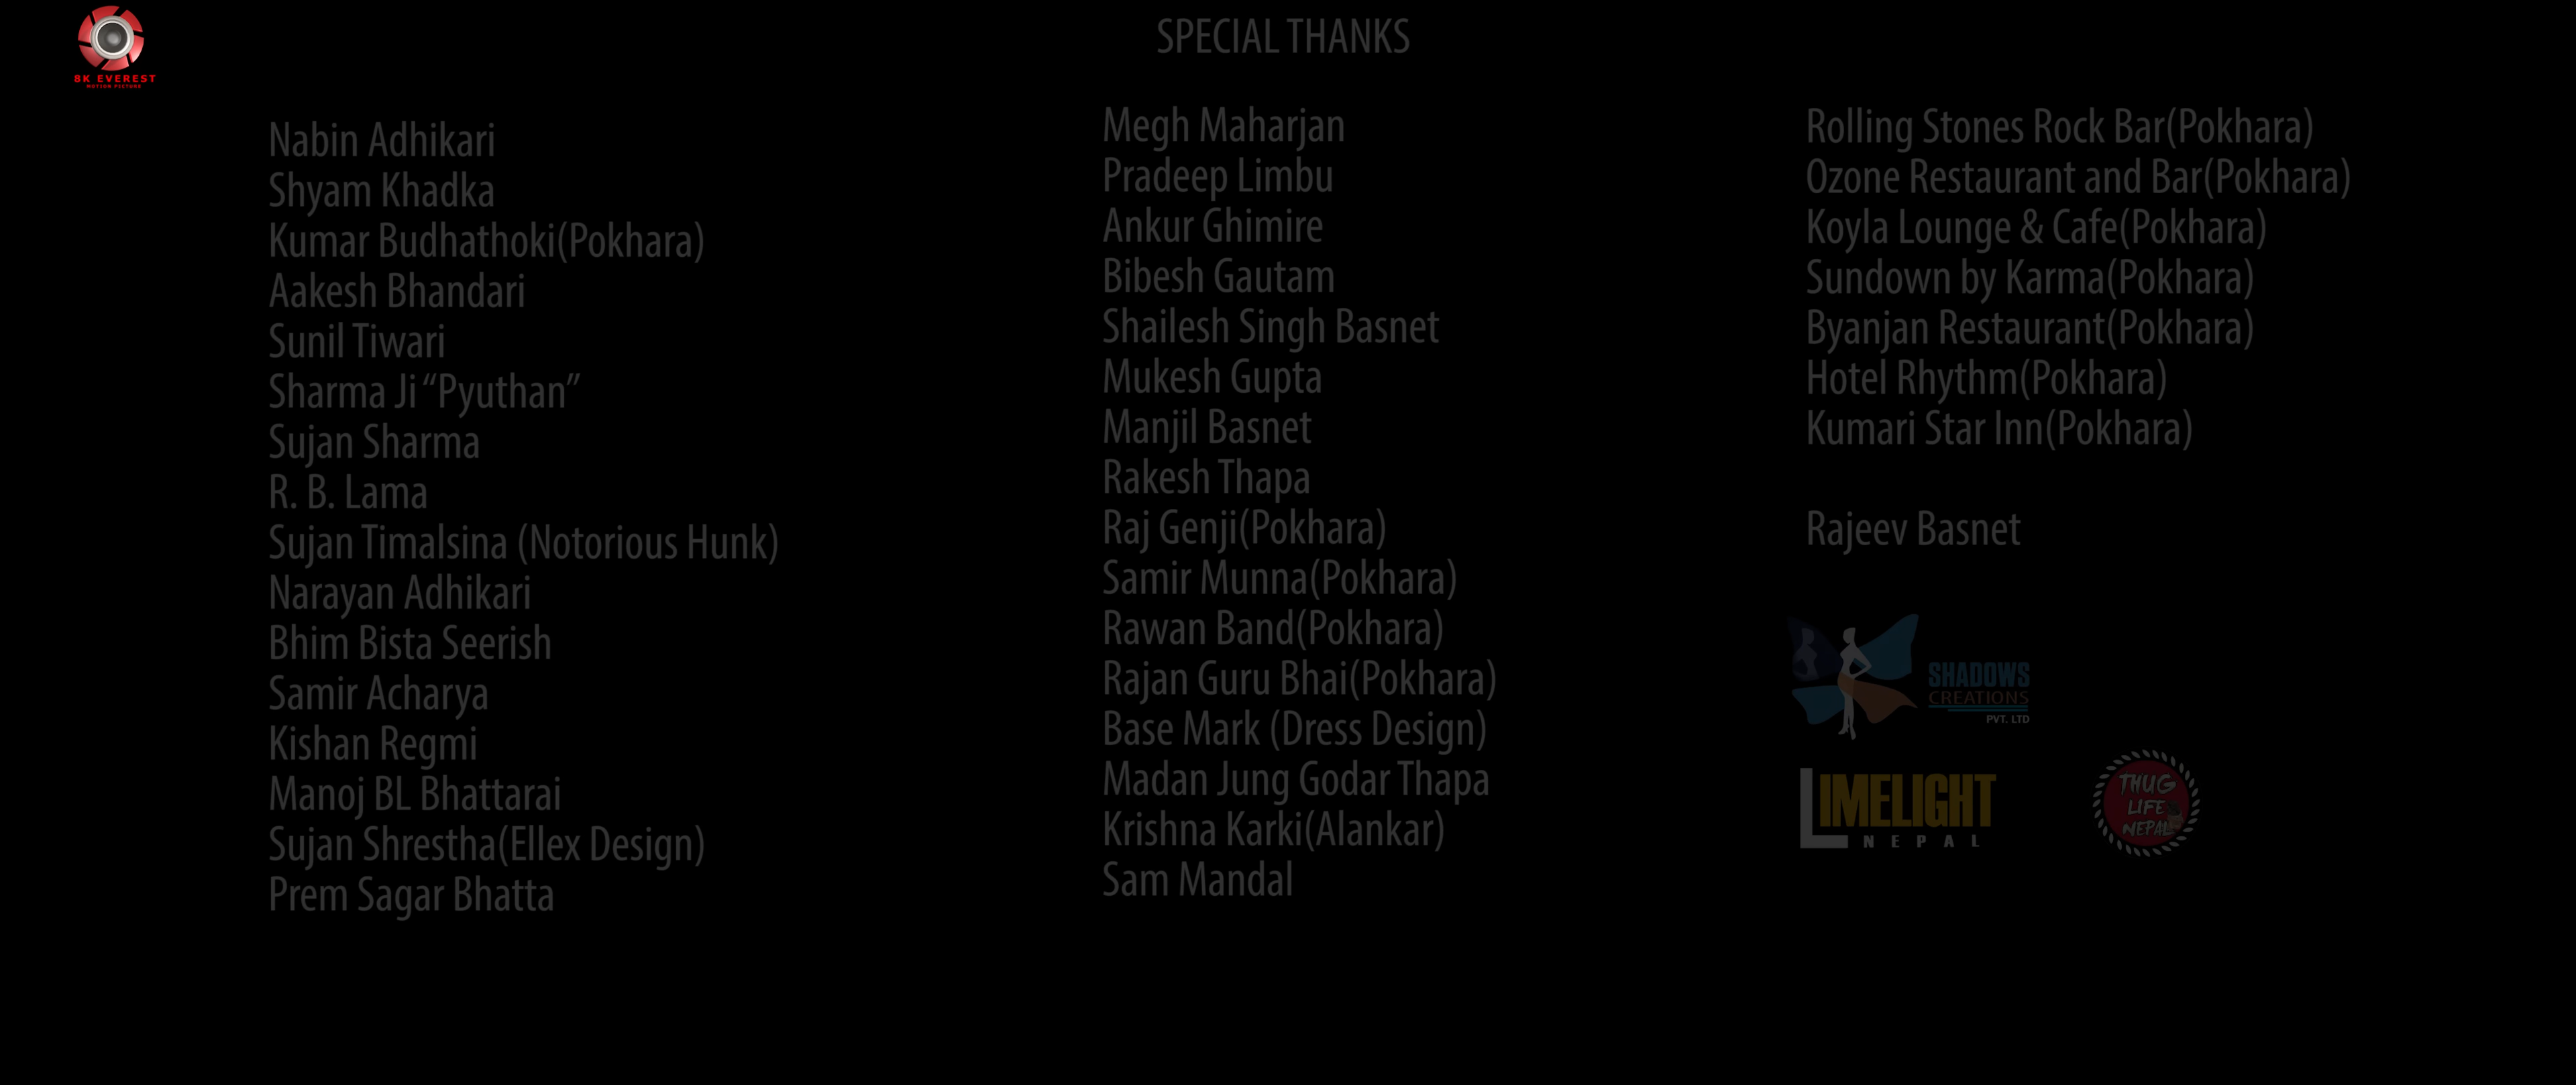 8K EVEREST
MOTION PICTURE
SPECIAL THANKS
Nabin Adhikari
Shyam Khadka
Kumar Budhathoki(Pokhara)
Aakesh Bhandari
Sunil Tiwari
Sharma Ji “Pyuthan”
Sujan Sharma
R. B. Lama
Sujan Timalsina (Notorious Hunk)
Narayan Adhikari
Bhim Bista Seerish
Samir Acharya
Kishan Regmi
Manoj BL Bhattarai
Sujan Shrestha(Ellex Design)
Prem Sagar Bhatta
Megh Maharjan
Pradeep Limbu
Ankur Ghimire
Bibesh Gautam
Shailesh Singh Basnet
Mukesh Gupta
Manjil Basnet
Rakesh Thapa
Raj Genji(Pokhara)
Samir Munna(Pokhara)
Rawan Band(Pokhara)
Rajan Guru Bhai(Pokhara)
Base Mark (Dress Design)
Madan Jung Godar Thapa
Krishna Karki(Alankar)
Sam Mandal
Rolling Stones Rock Bar(Pokhara)
Ozone Restaurant and Bar(Pokhara)
Koyla Lounge & Cafe(Pokhara)
Sundown by Karma(Pokhara)
Byanjan Restaurant(Pokhara)
Hotel Rhythm(Pokhara)
Kumari Star Inn(Pokhara)
Rajeev Basnet
SHADOWS
CREATIONS
PVT. LTD
LIMELIGHT
NEPAL
THUG
LIFE
NEPAL